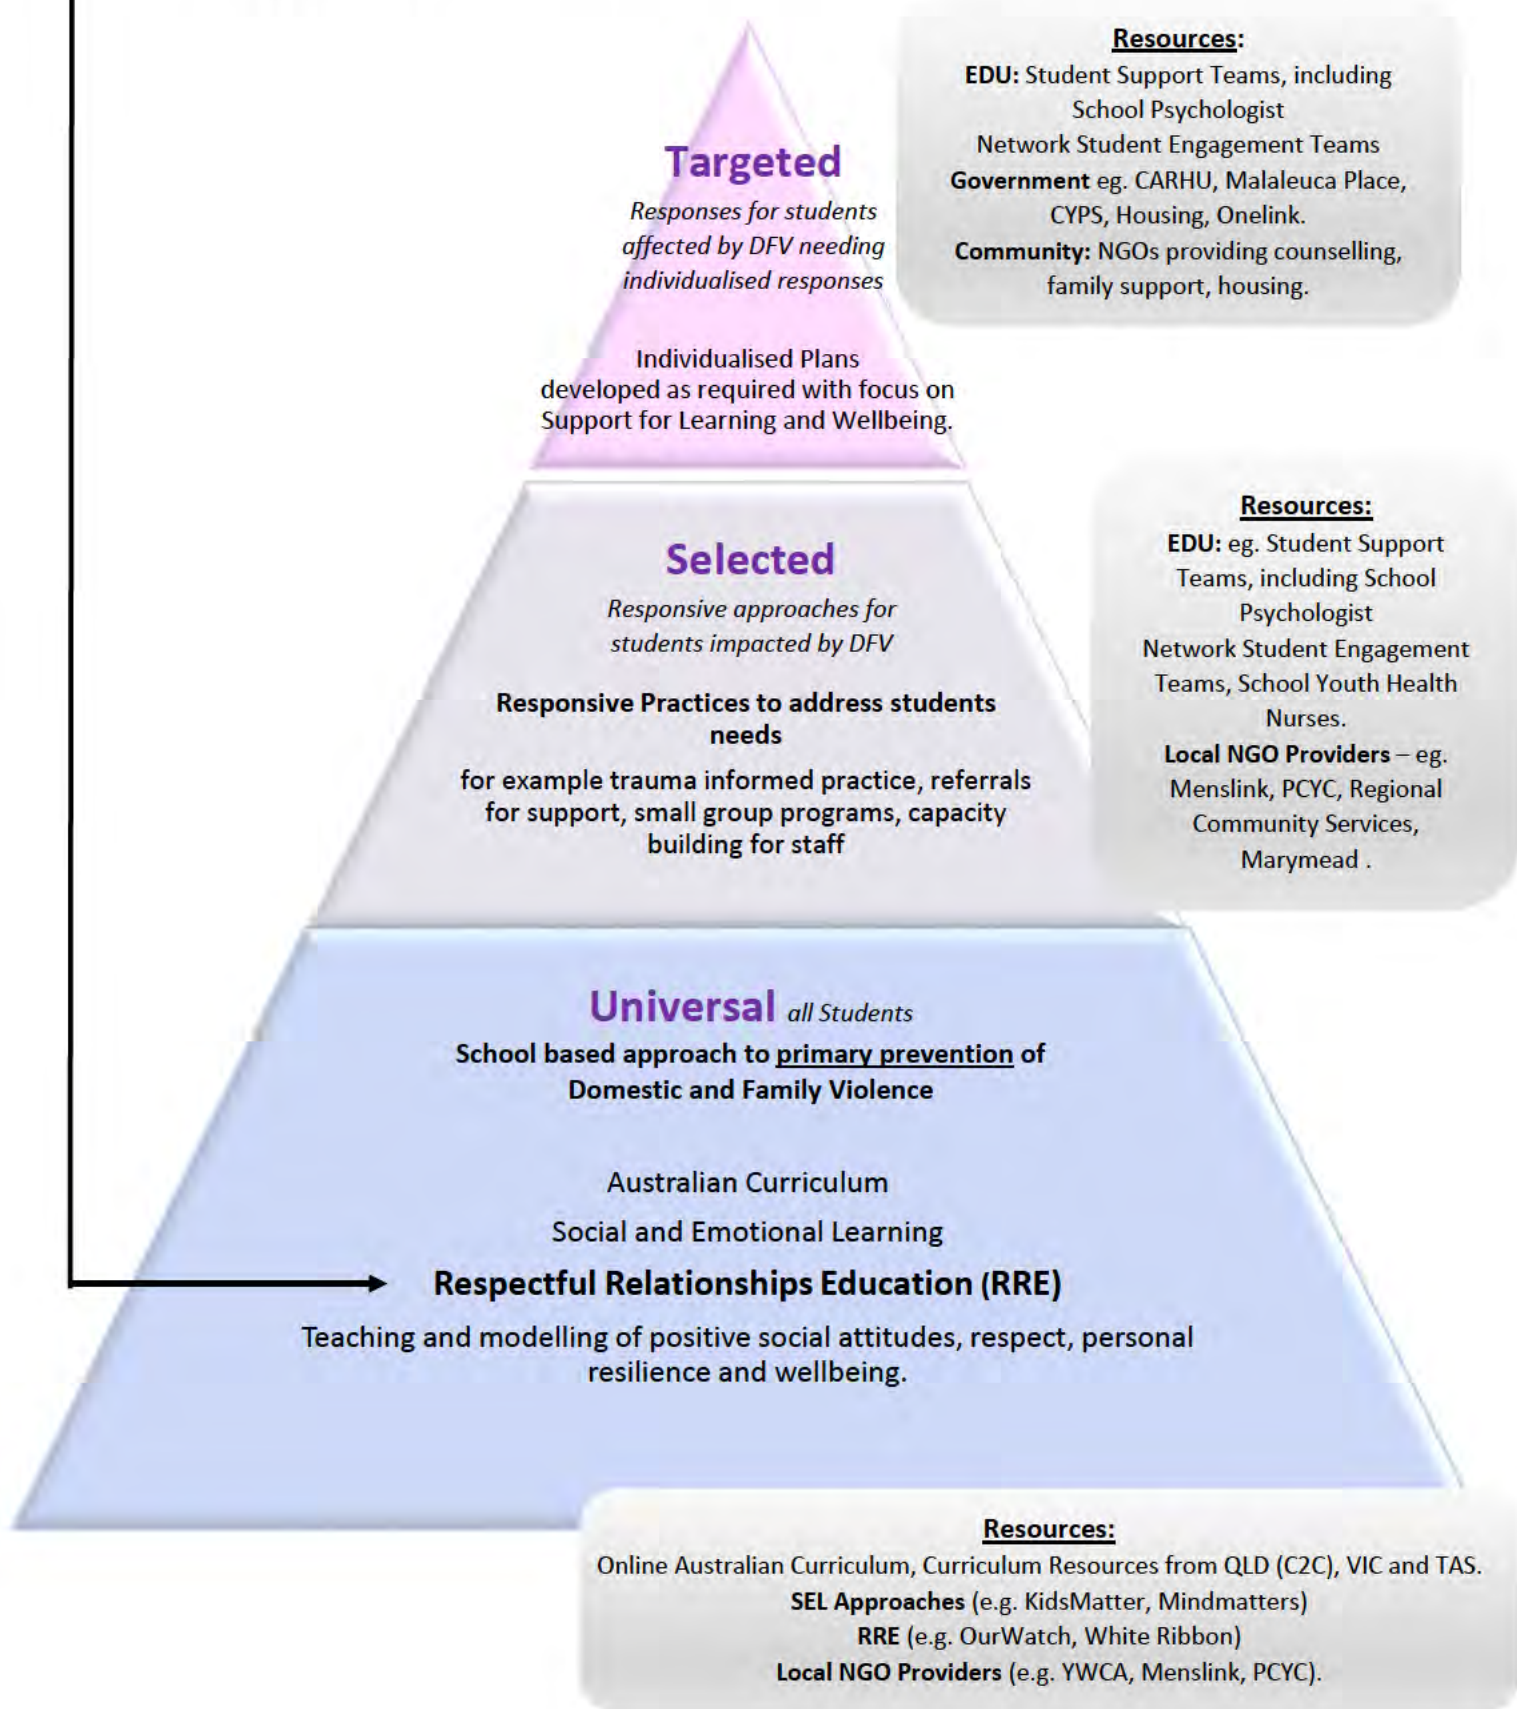 Resources:
EDU: Student Support Teams, including
School Psychologist
Network Student Engagement Teams
Government eg. CARHU, Malaleuca Place,
CYPS, Housing, Onelink.
Community: NGOs providing counselling,
family support, housing.
Targeted
Responses for students
affected by DFV needing
individualised responses
Individualised Plans
developed as required with focus on
Support for Learning and Wellbeing.
Resources:
EDU: eg. Student Support
Teams, including School
Psychologist
Network Student Engagement
Teams, School Youth Health
Nurses.
Local NGO Providers – eg.
Menslink, PCYC, Regional
Community Services,
Marymead .
Selected
Responsive approaches for
students impacted by DFV
Responsive Practices to address students
needs
for example trauma informed practice, referrals
for support, small group programs, capacity
building for staff
Universal all Students
School based approach to primary prevention of
Domestic and Family Violence
Australian Curriculum
Social and Emotional Learning
Respectful Relationships Education (RRE)
Teaching and modelling of positive social attitudes, respect, personal
resilience and wellbeing.
Resources:
Online Australian Curriculum, Curriculum Resources from QLD (C2C), VIC and TAS.
SEL Approaches (e.g. KidsMatter, Mindmatters)
RRE (e.g. OurWatch, White Ribbon)
Local NGO Providers (e.g. YWCA, Menslink, PCYC).